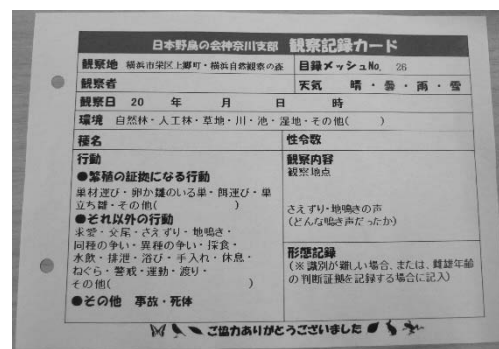 日本野鳥の会神奈川支部 観察記録カード
観察地 横浜市栄区上郷町・横浜自然観察の森
目録メッシュNo. 26
観察者
天気 晴・曇・雨・雪
観察日 20 年 月 日 時
環境 自然林・人工林・草地・川・池・湿地・その他( )
種名
性令数
行動
●繁殖の証拠になる行動
巣材運び・卵か雛のいる巣・餌運び・巣
立ち雛・その他( )
●それ以外の行動
求愛・交尾・さえずり・地鳴き・
同種の争い・異種の争い・採食・
水飲・排泄・浴び・手入れ・休息・
ねぐら・警戒・運動・渡り・
その他( )
●その他 事故・死体
観察内容
観察地点
さえずり・地鳴きの声
(どんな鳴き声だったか)
形態記録
(※識別が難しい場合、または、雌雄年齢
の判断証拠を記録する場合に記入)
ご協力ありがとうございました